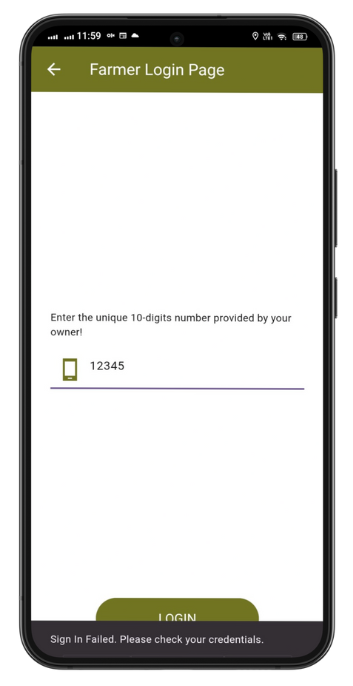 11:59
Farmer Login Page
Enter the unique 10-digits number provided by your
owner!
12345
LOGIN
Sign In Failed. Please check your credentials.